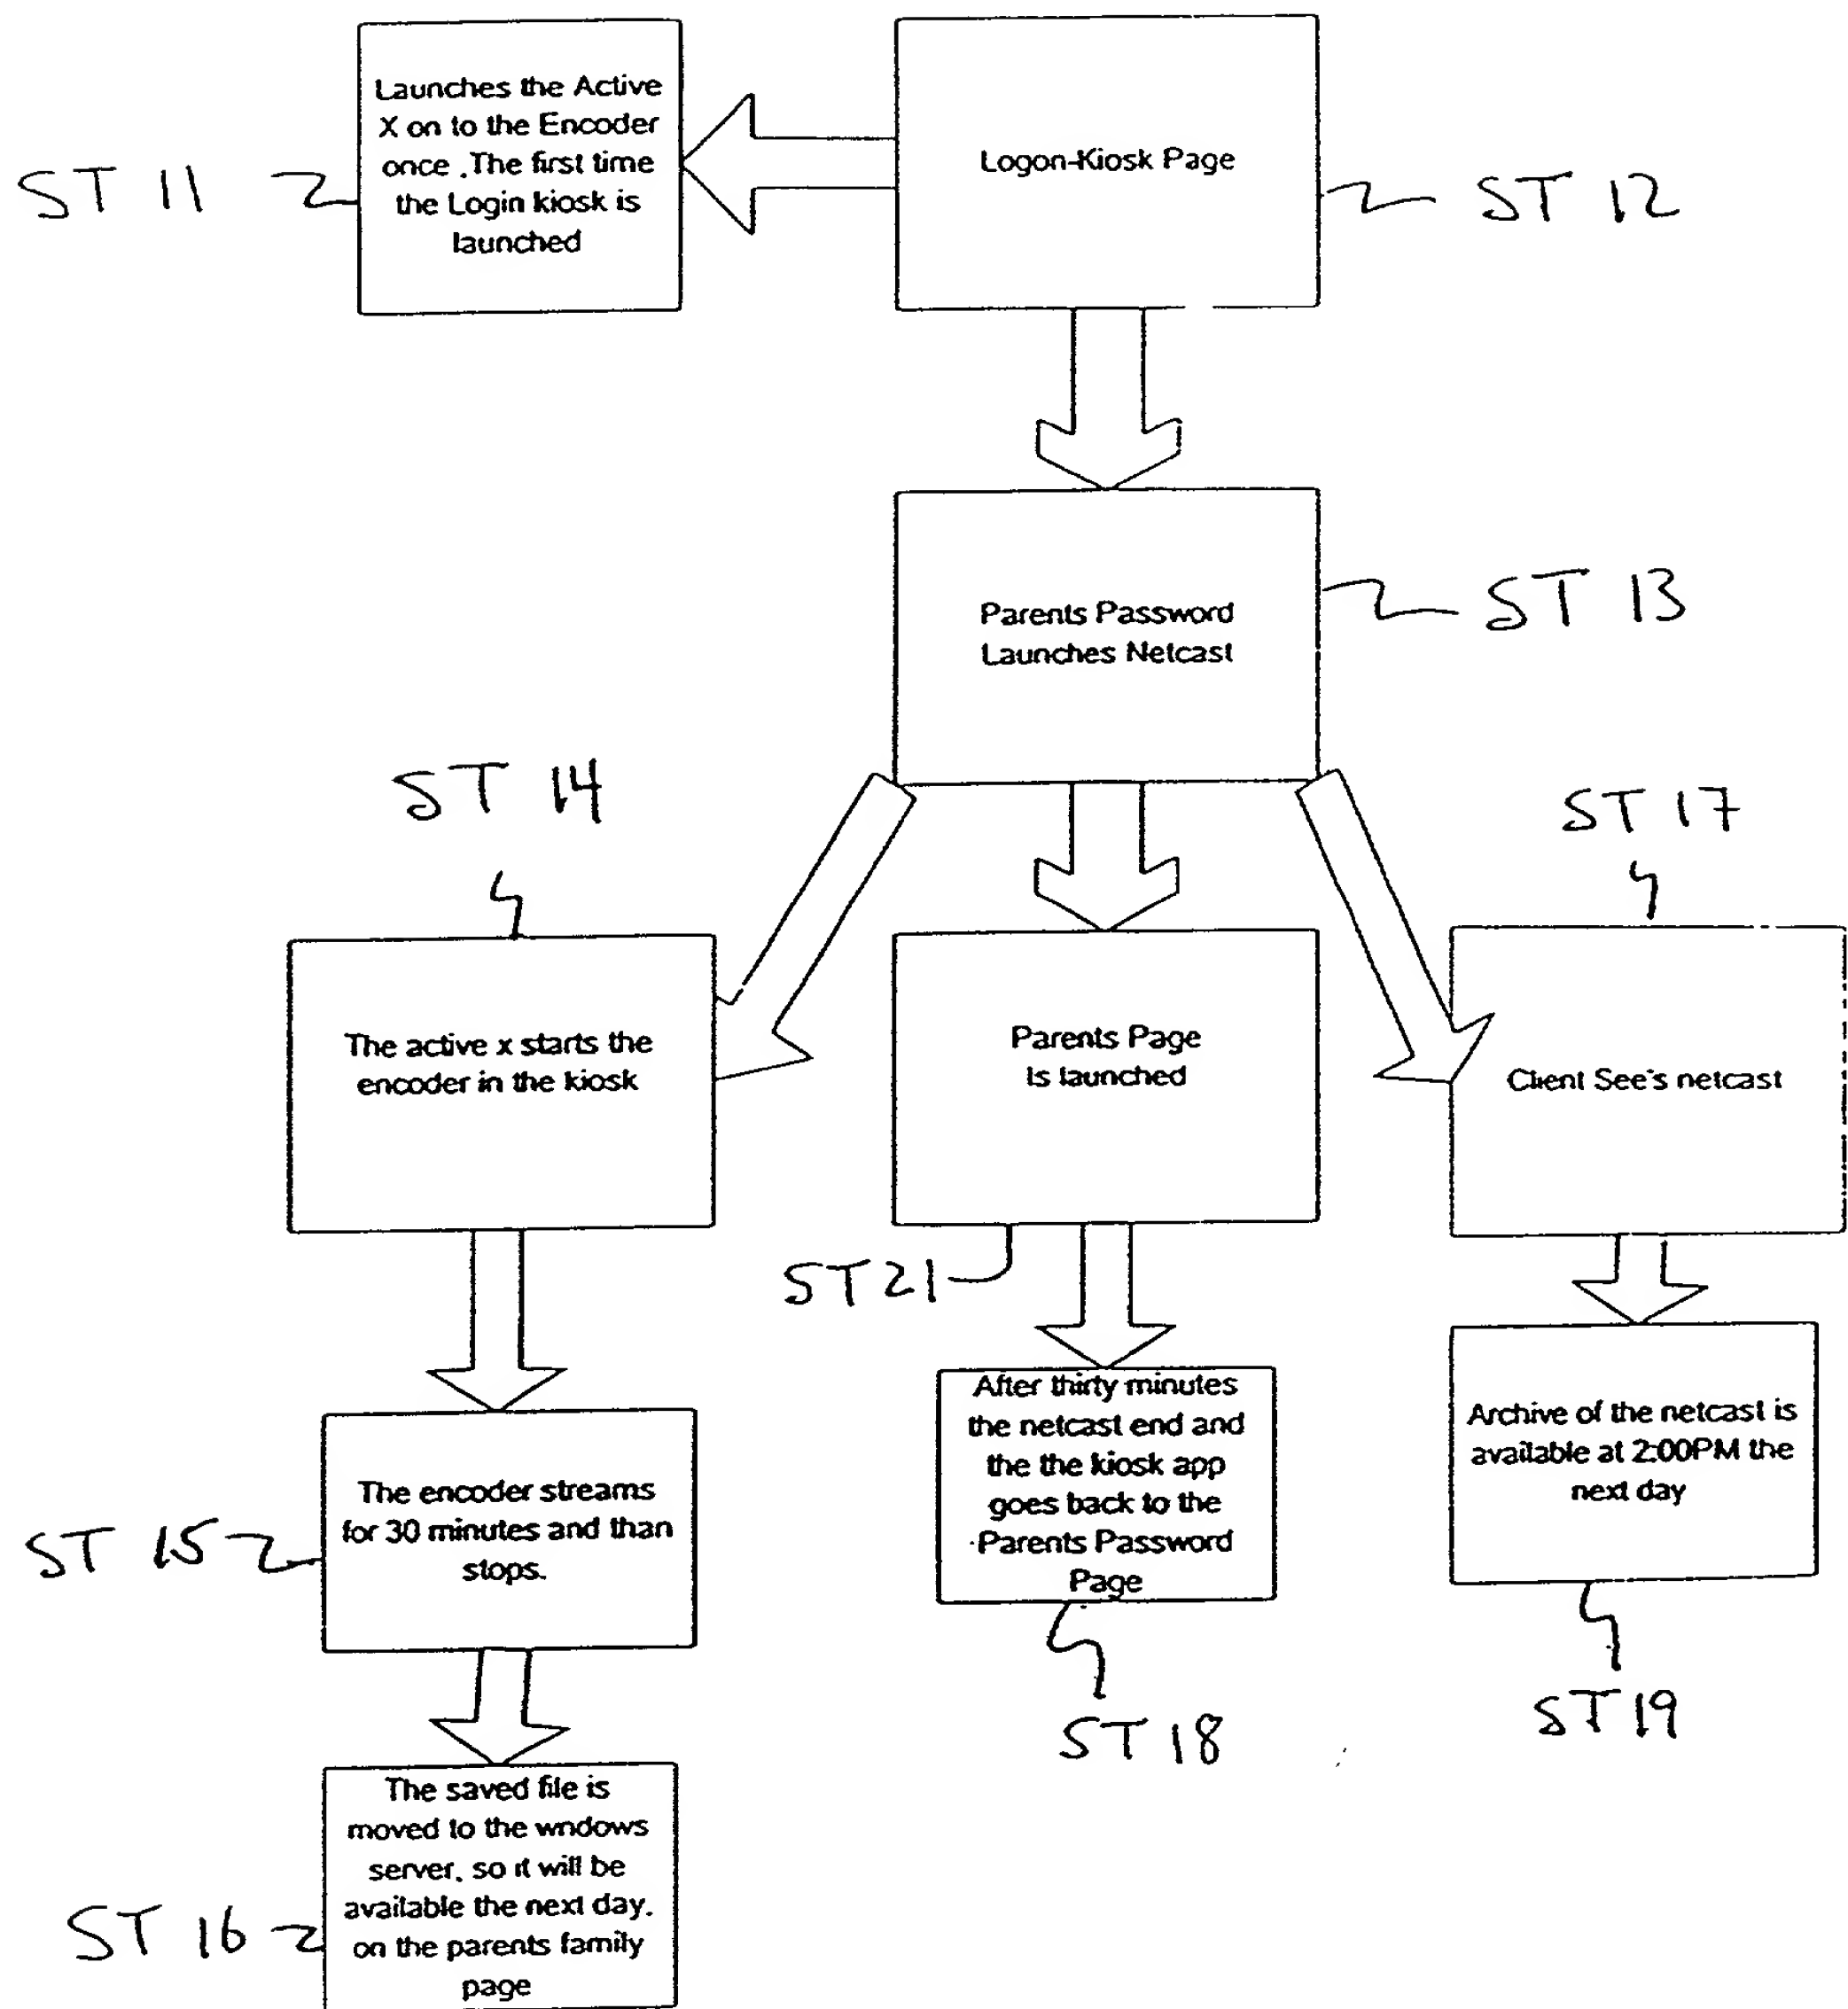 Launches the Active
X on to the Encoder
once .The first time
the Login kiosk is
launched
ST 11
Logon-Kiosk Page
ST 12
Parents Password
Launches Netcast
ST 13
ST 14
The active x starts the
encoder in the kiosk
Parents Page
Is launched
ST 21
ST 17
Client See's netcast
The encoder streams
for 30 minutes and than
stops.
ST 15
After thirty minutes
the netcast end and
the the kiosk app
goes back to the
Parents Password
Page
ST 18
Archive of the netcast is
available at 2:00PM the
next day
ST 19
The saved file is
moved to the wndows
server, so it will be
available the next day.
on the parents family
page
ST 16